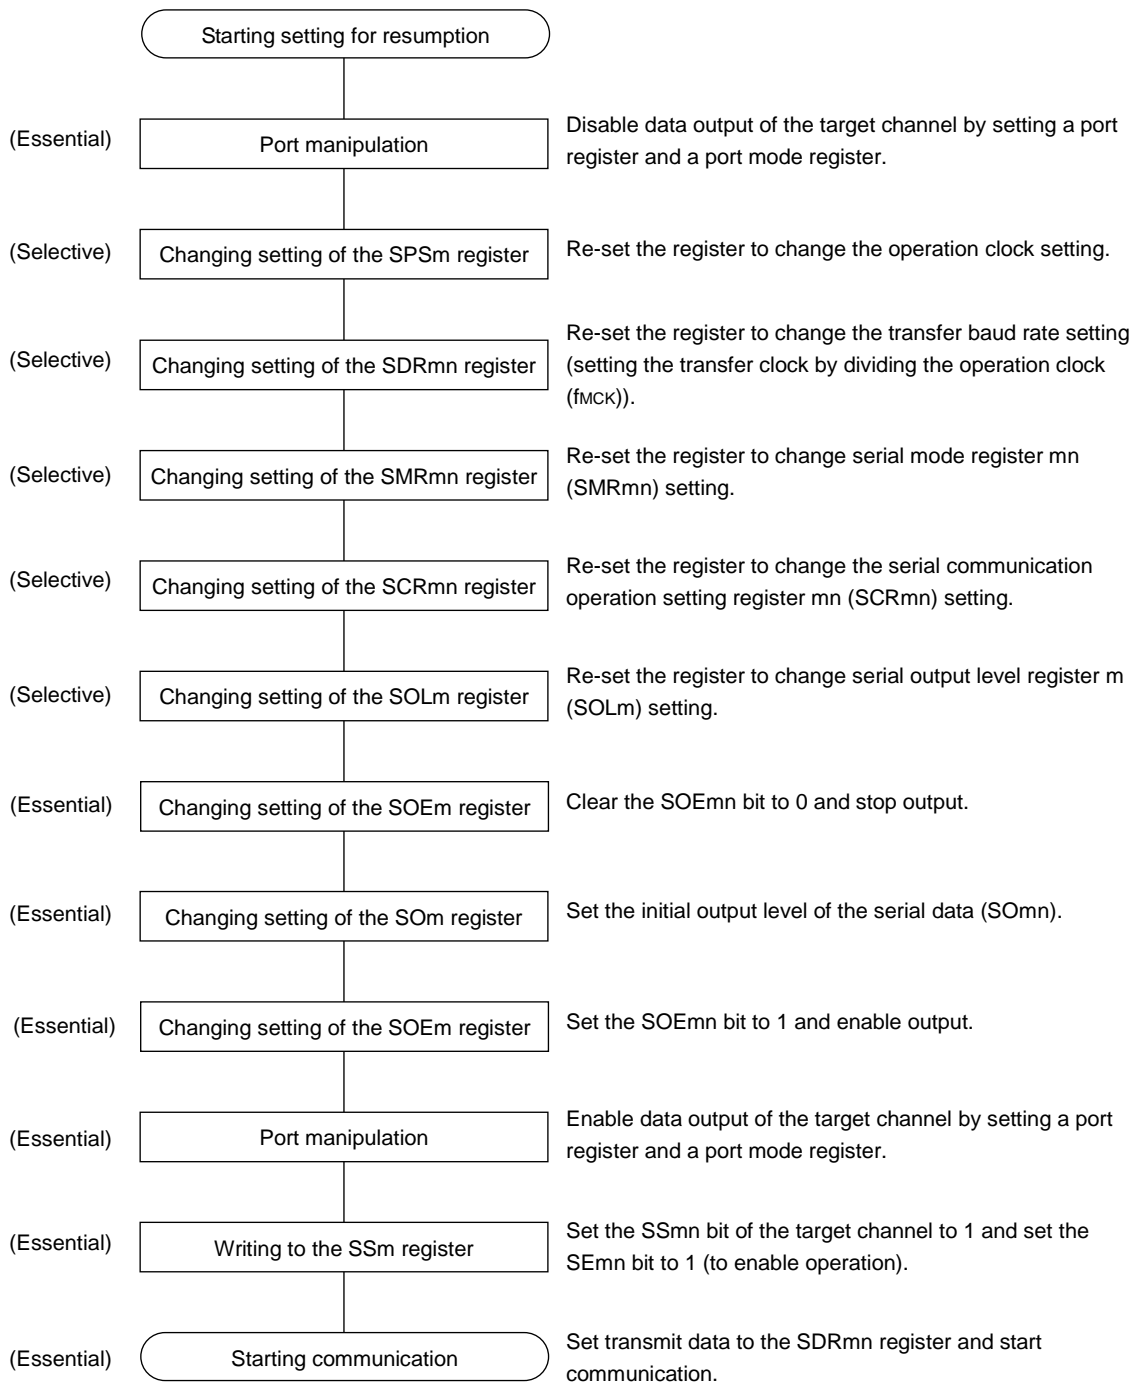 Starting setting for resumption
(Essential)
Port manipulation
Disable data output of the target channel by setting a port
register and a port mode register.
(Selective)
Changing setting of the SPSm register
Re-set the register to change the operation clock setting.
(Selective)
Changing setting of the SDRmn register
Re-set the register to change the transfer baud rate setting
(setting the transfer clock by dividing the operation clock
(fMCK)).
(Selective)
Changing setting of the SMRmn register
Re-set the register to change serial mode register mn
(SMRmn) setting.
(Selective)
Changing setting of the SCRmn register
Re-set the register to change the serial communication
operation setting register mn (SCRmn) setting.
(Selective)
Changing setting of the SOLm register
Re-set the register to change serial output level register m
(SOLm) setting.
(Essential)
Changing setting of the SOEm register
Clear the SOEmn bit to 0 and stop output.
(Essential)
Changing setting of the SOm register
Set the initial output level of the serial data (SOmn).
(Essential)
Changing setting of the SOEm register
Set the SOEmn bit to 1 and enable output.
(Essential)
Port manipulation
Enable data output of the target channel by setting a port
register and a port mode register.
(Essential)
Writing to the SSm register
Set the SSmn bit of the target channel to 1 and set the
SEmn bit to 1 (to enable operation).
(Essential)
Starting communication
Set transmit data to the SDRmn register and start
communication.